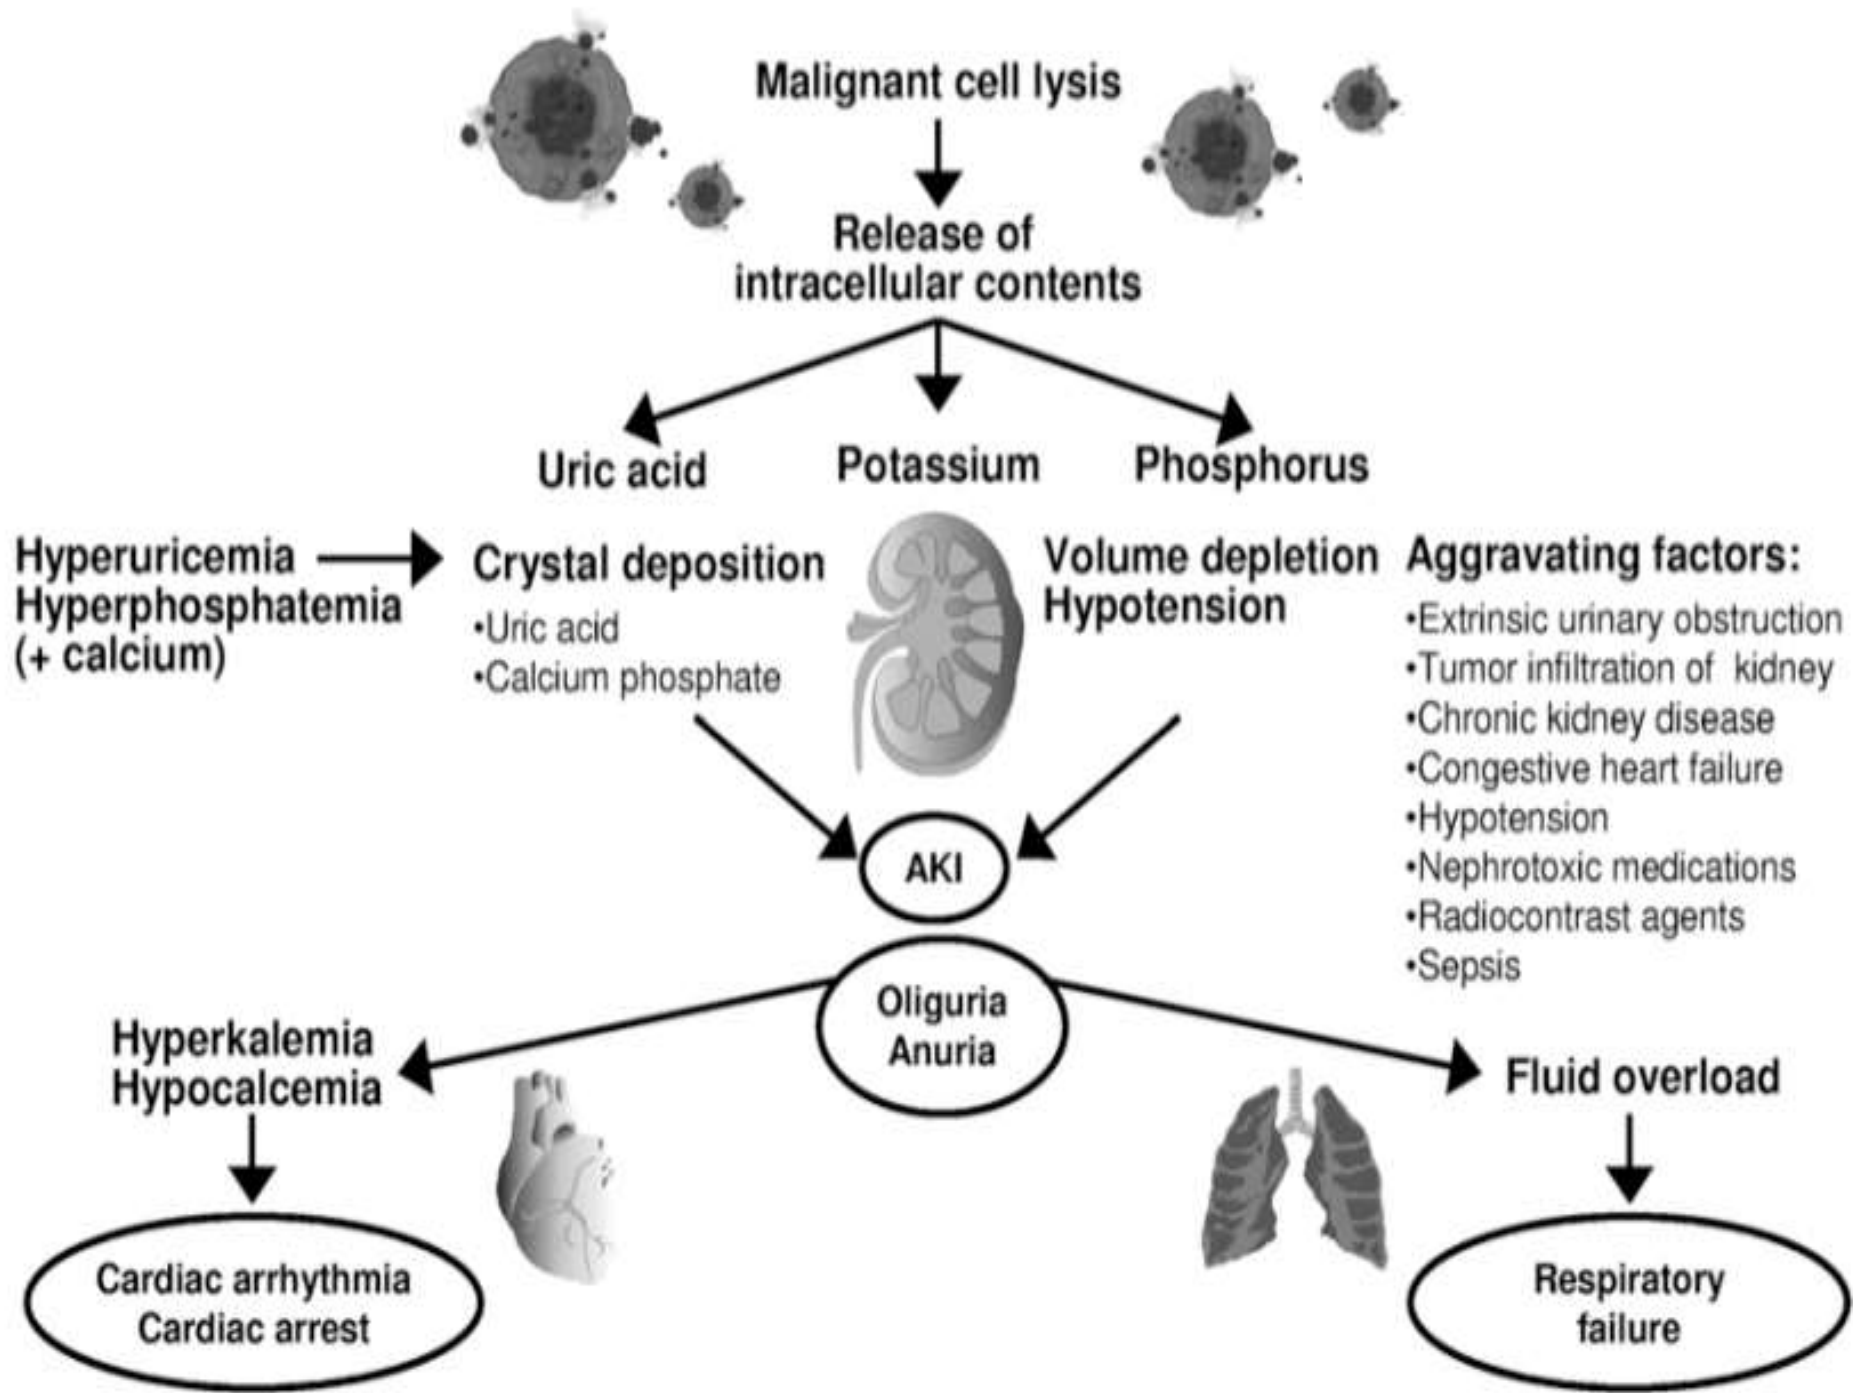 Malignant cell lysis
Release of
intracellular contents
Uric acid
Potassium
Phosphorus
Hyperuricemia
Hyperphosphatemia
(+ calcium)
Crystal deposition
•Uric acid
•Calcium phosphate
Volume depletion
Hypotension
Aggravating factors:
•Extrinsic urinary obstruction
•Tumor infiltration of kidney
•Chronic kidney disease
•Congestive heart failure
•Hypotension
•Nephrotoxic medications
•Radiocontrast agents
•Sepsis
AKI
Oliguria
Anuria
Hyperkalemia
Hypocalcemia
Fluid overload
Cardiac arrhythmia
Cardiac arrest
Respiratory
failure